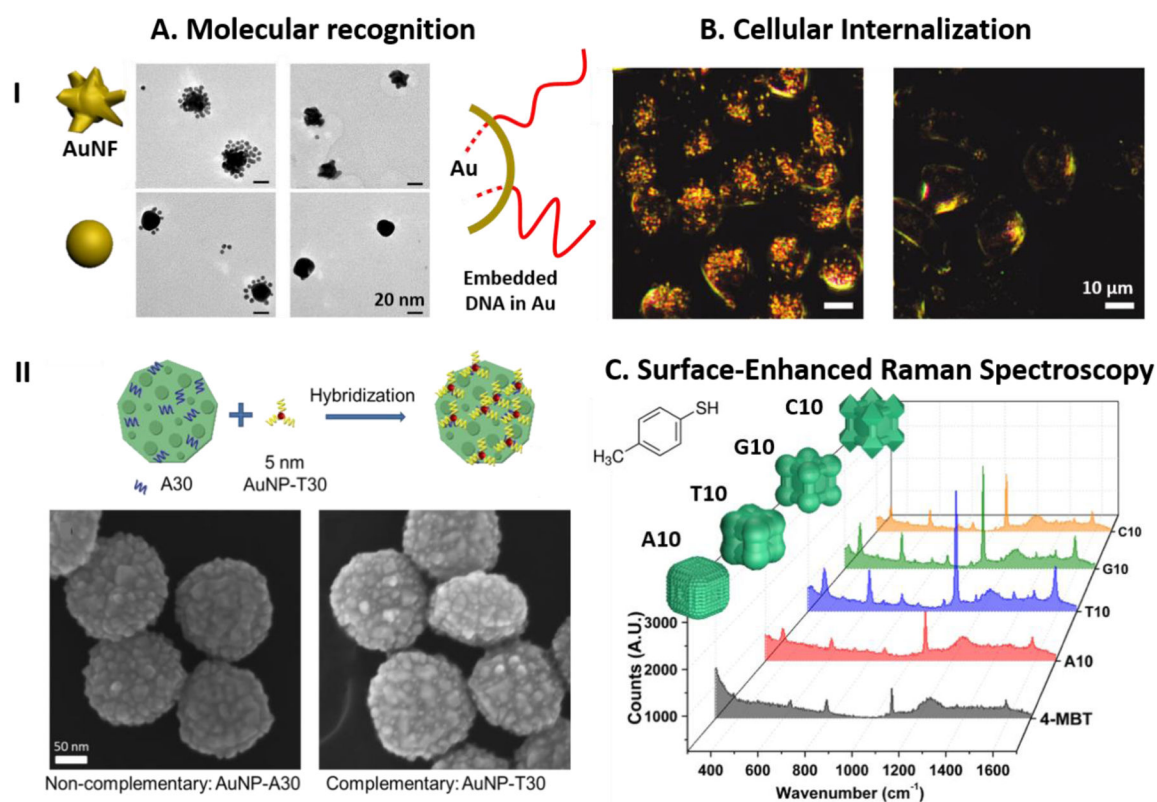 A. Molecular recognition
B. Cellular Internalization
I
AuNF
Au
Embedded
DNA in Au
20 nm
10 µm
II
Hybridization
A30
5 nm
AuNP-T30
50 nm
Non-complementary: AuNP-A30
Complementary: AuNP-T30
C. Surface-Enhanced Raman Spectroscopy
SH
H₃C
C10
G10
T10
A10
C10
G10
T10
A10
4-MBT
Counts (A.U.)
3000
2000
1000
400 600 800 1000 1200 1400 1600
Wavenumber (cm⁻¹)